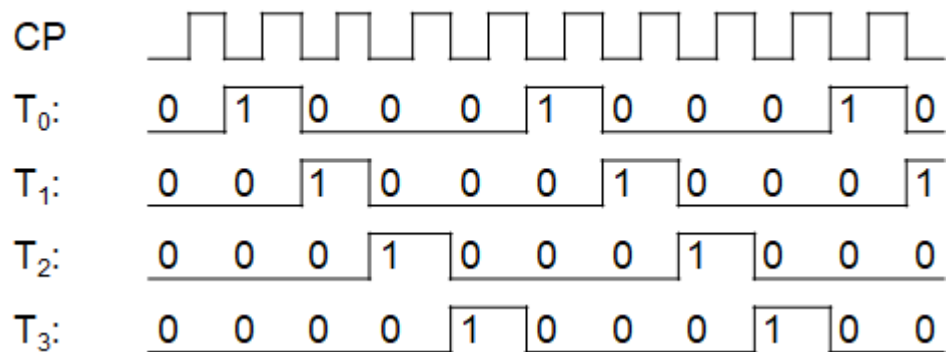 CP
T₀: 0 1 0 0 0 1 0 0 0 1 0
T₁: 0 0 1 0 0 0 1 0 0 0 1
T₂: 0 0 0 1 0 0 0 1 0 0 0
T₃: 0 0 0 0 1 0 0 0 1 0 0